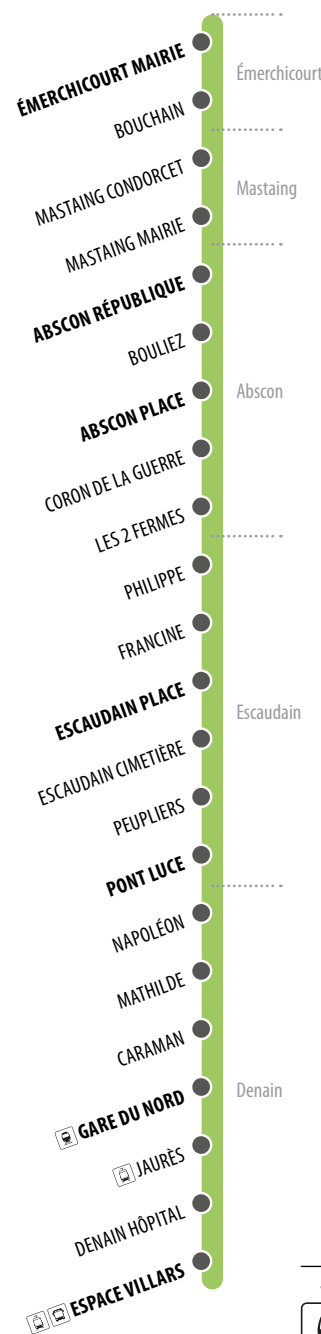 ÉMERCHICOURT MAIRIE
Émerchicourt
BOUCHAIN
MASTAING CONDORCET
Mastaing
MASTAING MAIRIE
ABSCON RÉPUBLIQUE
BOULIEZ
ABSCON PLACE
Abscon
CORON DE LA GUERRE
LES 2 FERMES
PHILIPPE
FRANCINE
ESCAUDAIN PLACE
Escaudain
ESCAUDAIN CIMETIÈRE
PEUPLIERS
PONT LUCE
NAPOLÉON
MATHILDE
CARAMAN
GARE DU NORD
Denain
JAURÈS
DENAIN HÔPITAL
ESPACE VILLARS